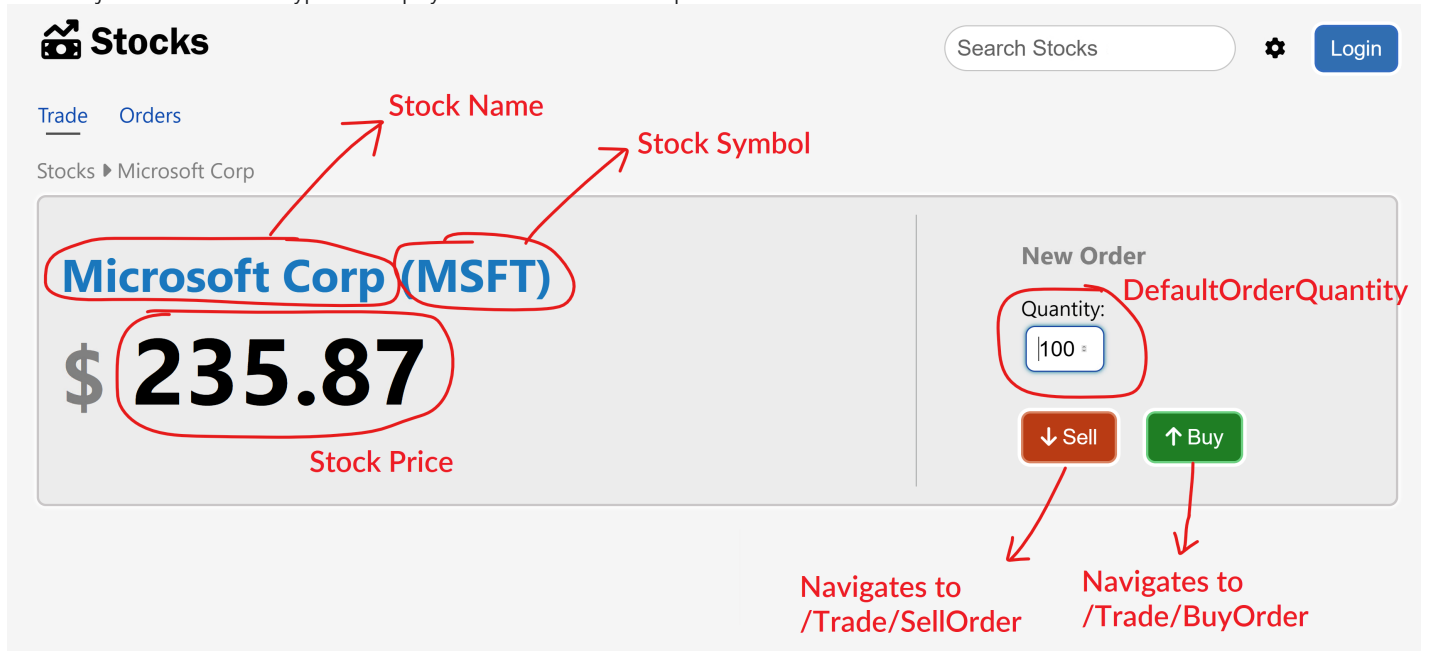 Stocks
Search Stocks
Login
Trade
Orders
Stock Name
Stock Symbol
Stocks Microsoft Corp
Microsoft Corp (MSFT)
$ 235.87
Stock Price
New Order
DefaultOrderQuantity
Quantity:
100
Sell
Buy
Navigates to
/Trade/SellOrder
Navigates to
/Trade/BuyOrder